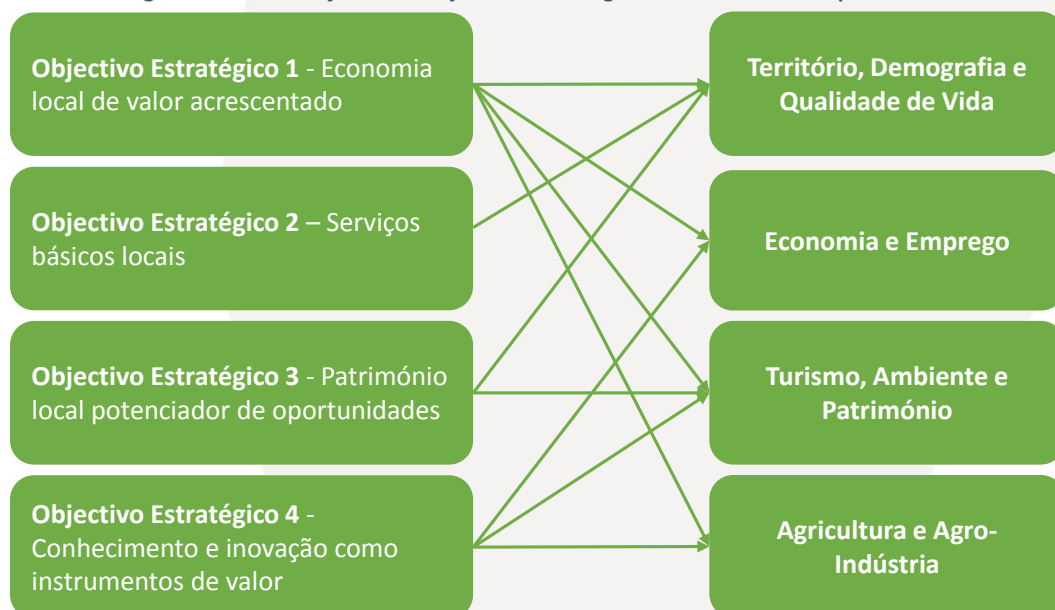 Objectivo Estratégico 1 - Economia
local de valor acrescentado
Território, Demografia e
Qualidade de Vida
Objectivo Estratégico 2 – Serviços
básicos locais
Economia e Emprego
Objectivo Estratégico 3 - Património
local potenciador de oportunidades
Turismo, Ambiente e
Património
Objectivo Estratégico 4 -
Conhecimento e inovação como
instrumentos de valor
Agricultura e Agro-
Indústria